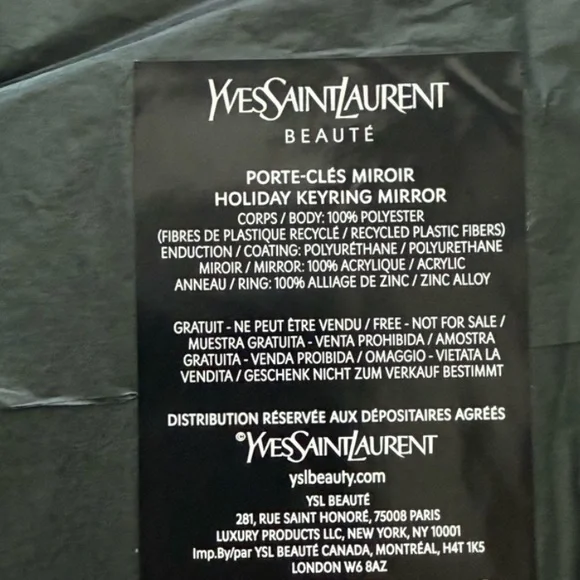 YVESSAINTLAURENT
BEAUTÉ
PORTE-CLÉS MIROIR
HOLIDAY KEYRING MIRROR
CORPS / BODY: 100% POLYESTER
(FIBRES DE PLASTIQUE RECYCLÉ / RECYCLED PLASTIC FIBERS)
ENDUCTION / COATING: POLYURÉTHANE / POLYURETHANE
MIROIR / MIRROR: 100% ACRYLIQUE / ACRYLIC
ANNEAU / RING: 100% ALLIAGE DE ZINC / ZINC ALLOY
GRATUIT - NE PEUT ÊTRE VENDU / FREE - NOT FOR SALE /
MUESTRA GRATUITA - VENTA PROHIBIDA / AMOSTRA
GRATUITA - VENDA PROIBIDA / OMAGGIO - VIETATA LA
VENDITA / GESCHENK NICHT ZUM VERKAUF BESTIMMT
DISTRIBUTION RÉSERVÉE AUX DÉPOSITAIRES AGRÉÉS
©YVESSAINTLAURENT
yslbeauty.com
YSL BEAUTÉ
281, RUE SAINT HONORÉ, 75008 PARIS
LUXURY PRODUCTS LLC, NEW YORK, NY 10001
Imp.By/par YSL BEAUTÉ CANADA, MONTRÉAL, H4T 1K5
LONDON W6 8AZ